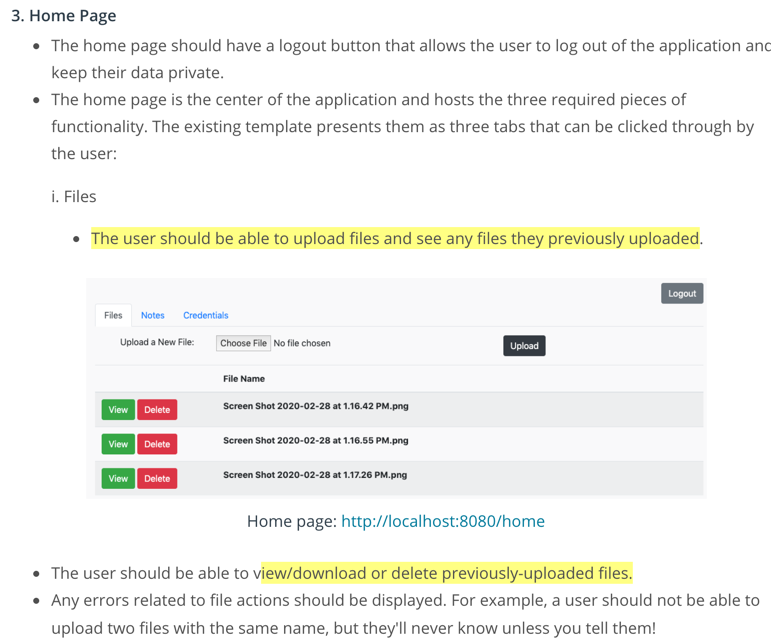 3. Home Page
• The home page should have a logout button that allows the user to log out of the application and
keep their data private.
• The home page is the center of the application and hosts the three required pieces of
functionality. The existing template presents them as three tabs that can be clicked through by
the user:
i. Files
• The user should be able to upload files and see any files they previously uploaded.
Logout
Files Notes Credentials
Upload a New File: Choose File No file chosen Upload
File Name
View Delete Screen Shot 2020-02-28 at 1.16.42 PM.png
View Delete Screen Shot 2020-02-28 at 1.16.55 PM.png
View Delete Screen Shot 2020-02-28 at 1.17.26 PM.png
Home page: http://localhost:8080/home
• The user should be able to view/download or delete previously-uploaded files.
• Any errors related to file actions should be displayed. For example, a user should not be able to
upload two files with the same name, but they'll never know unless you tell them!